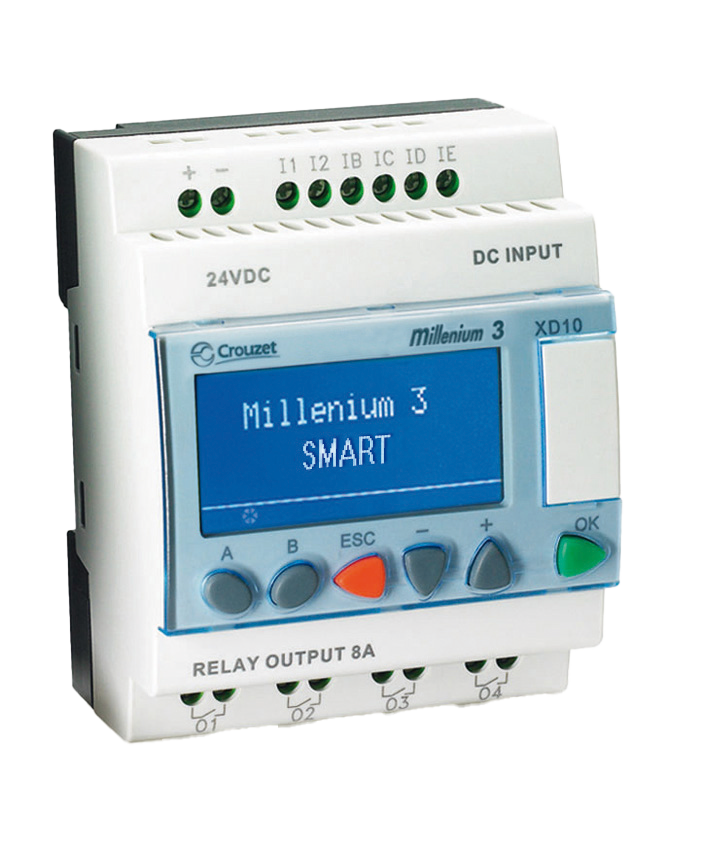 + − I1 I2 IB IC ID IE
24VDC
DC INPUT
Crouzet
millenium 3
XD10
Millenium 3
SMART
A B ESC − + OK
RELAY OUTPUT 8A
O1 O2 O3 O4